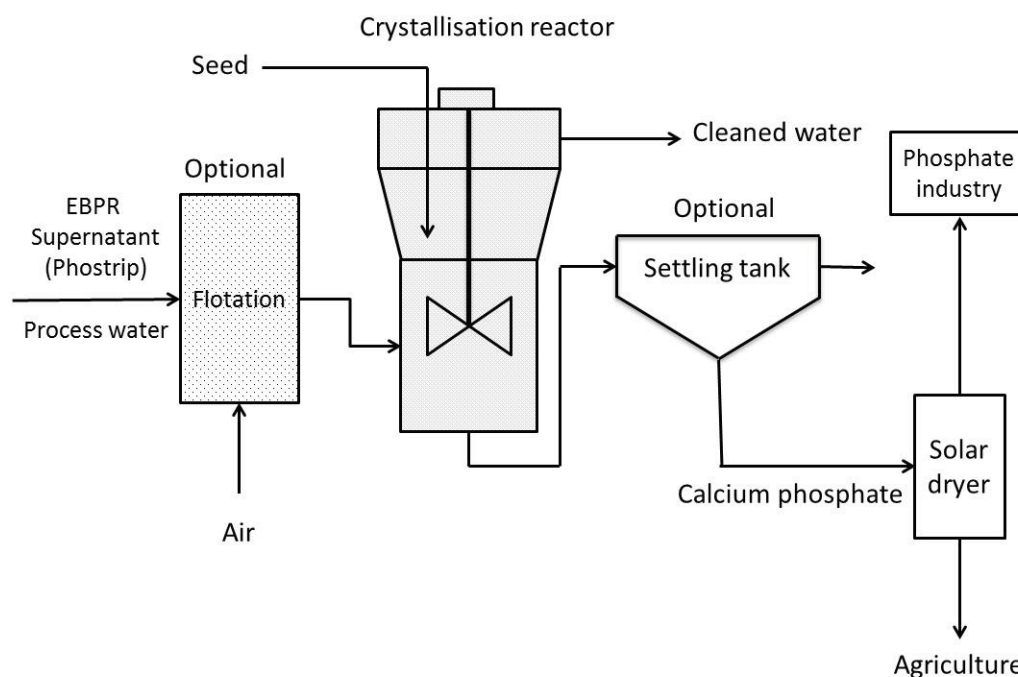 Crystallisation reactor
Seed
Cleaned water
Optional
EBPR
Supernatant
(Phostrip)
Process water
Flotation
Air
Optional
Settling tank
Phosphate
industry
Calcium phosphate
Solar
dryer
Agriculture